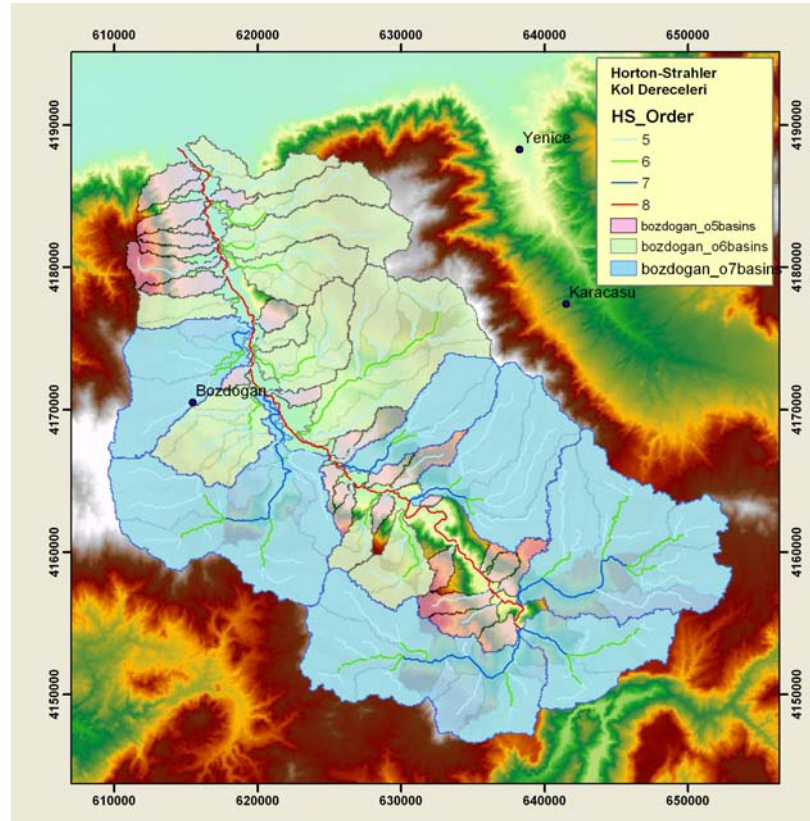 610000 620000 630000 640000 650000
Horton-Strahler
Kol Dereceleri
HS_Order
5
6
7
8
bozdogan_o5basins
bozdogan_o6basins
bozdogan_o7basins
4190000
4190000
Yenice
4180000
4180000
Karacasu
4170000
4170000
Bozdoğan
4160000
4160000
4150000
4150000
610000 620000 630000 640000 650000